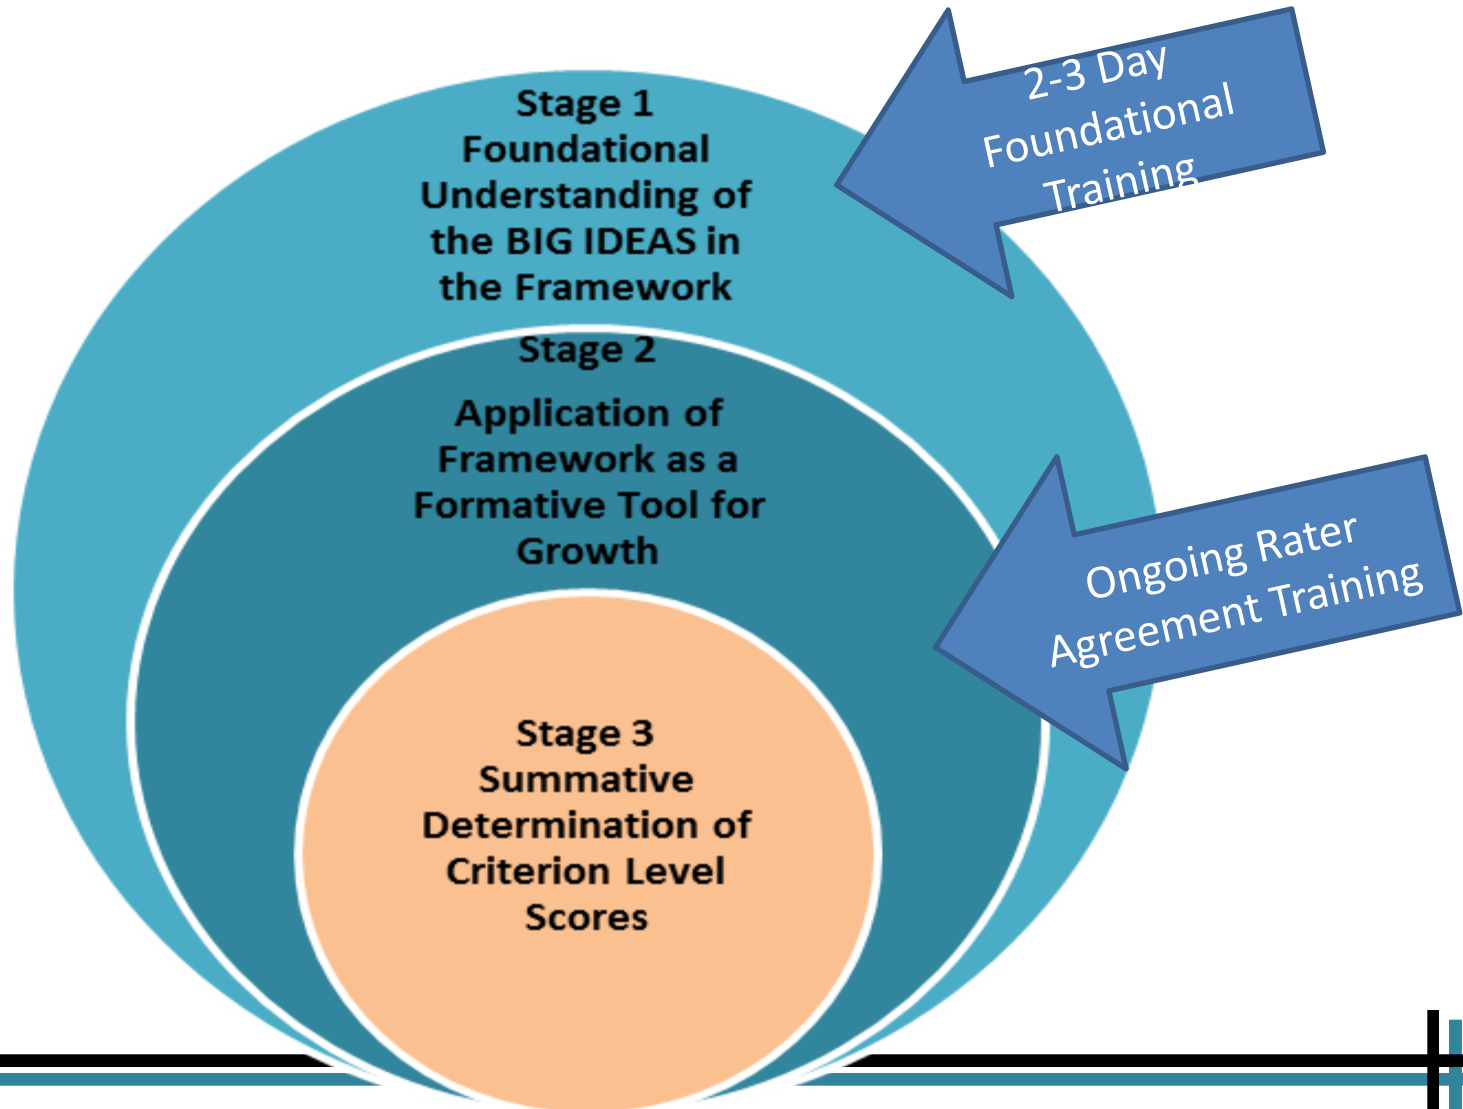 Stage 1
Foundational
Understanding of
the BIG IDEAS in
the Framework
Stage 2
Application of
Framework as a
Formative Tool for
Growth
Stage 3
Summative
Determination of
Criterion Level
Scores
2-3 Day
Foundational
Training
Ongoing Rater
Agreement Training